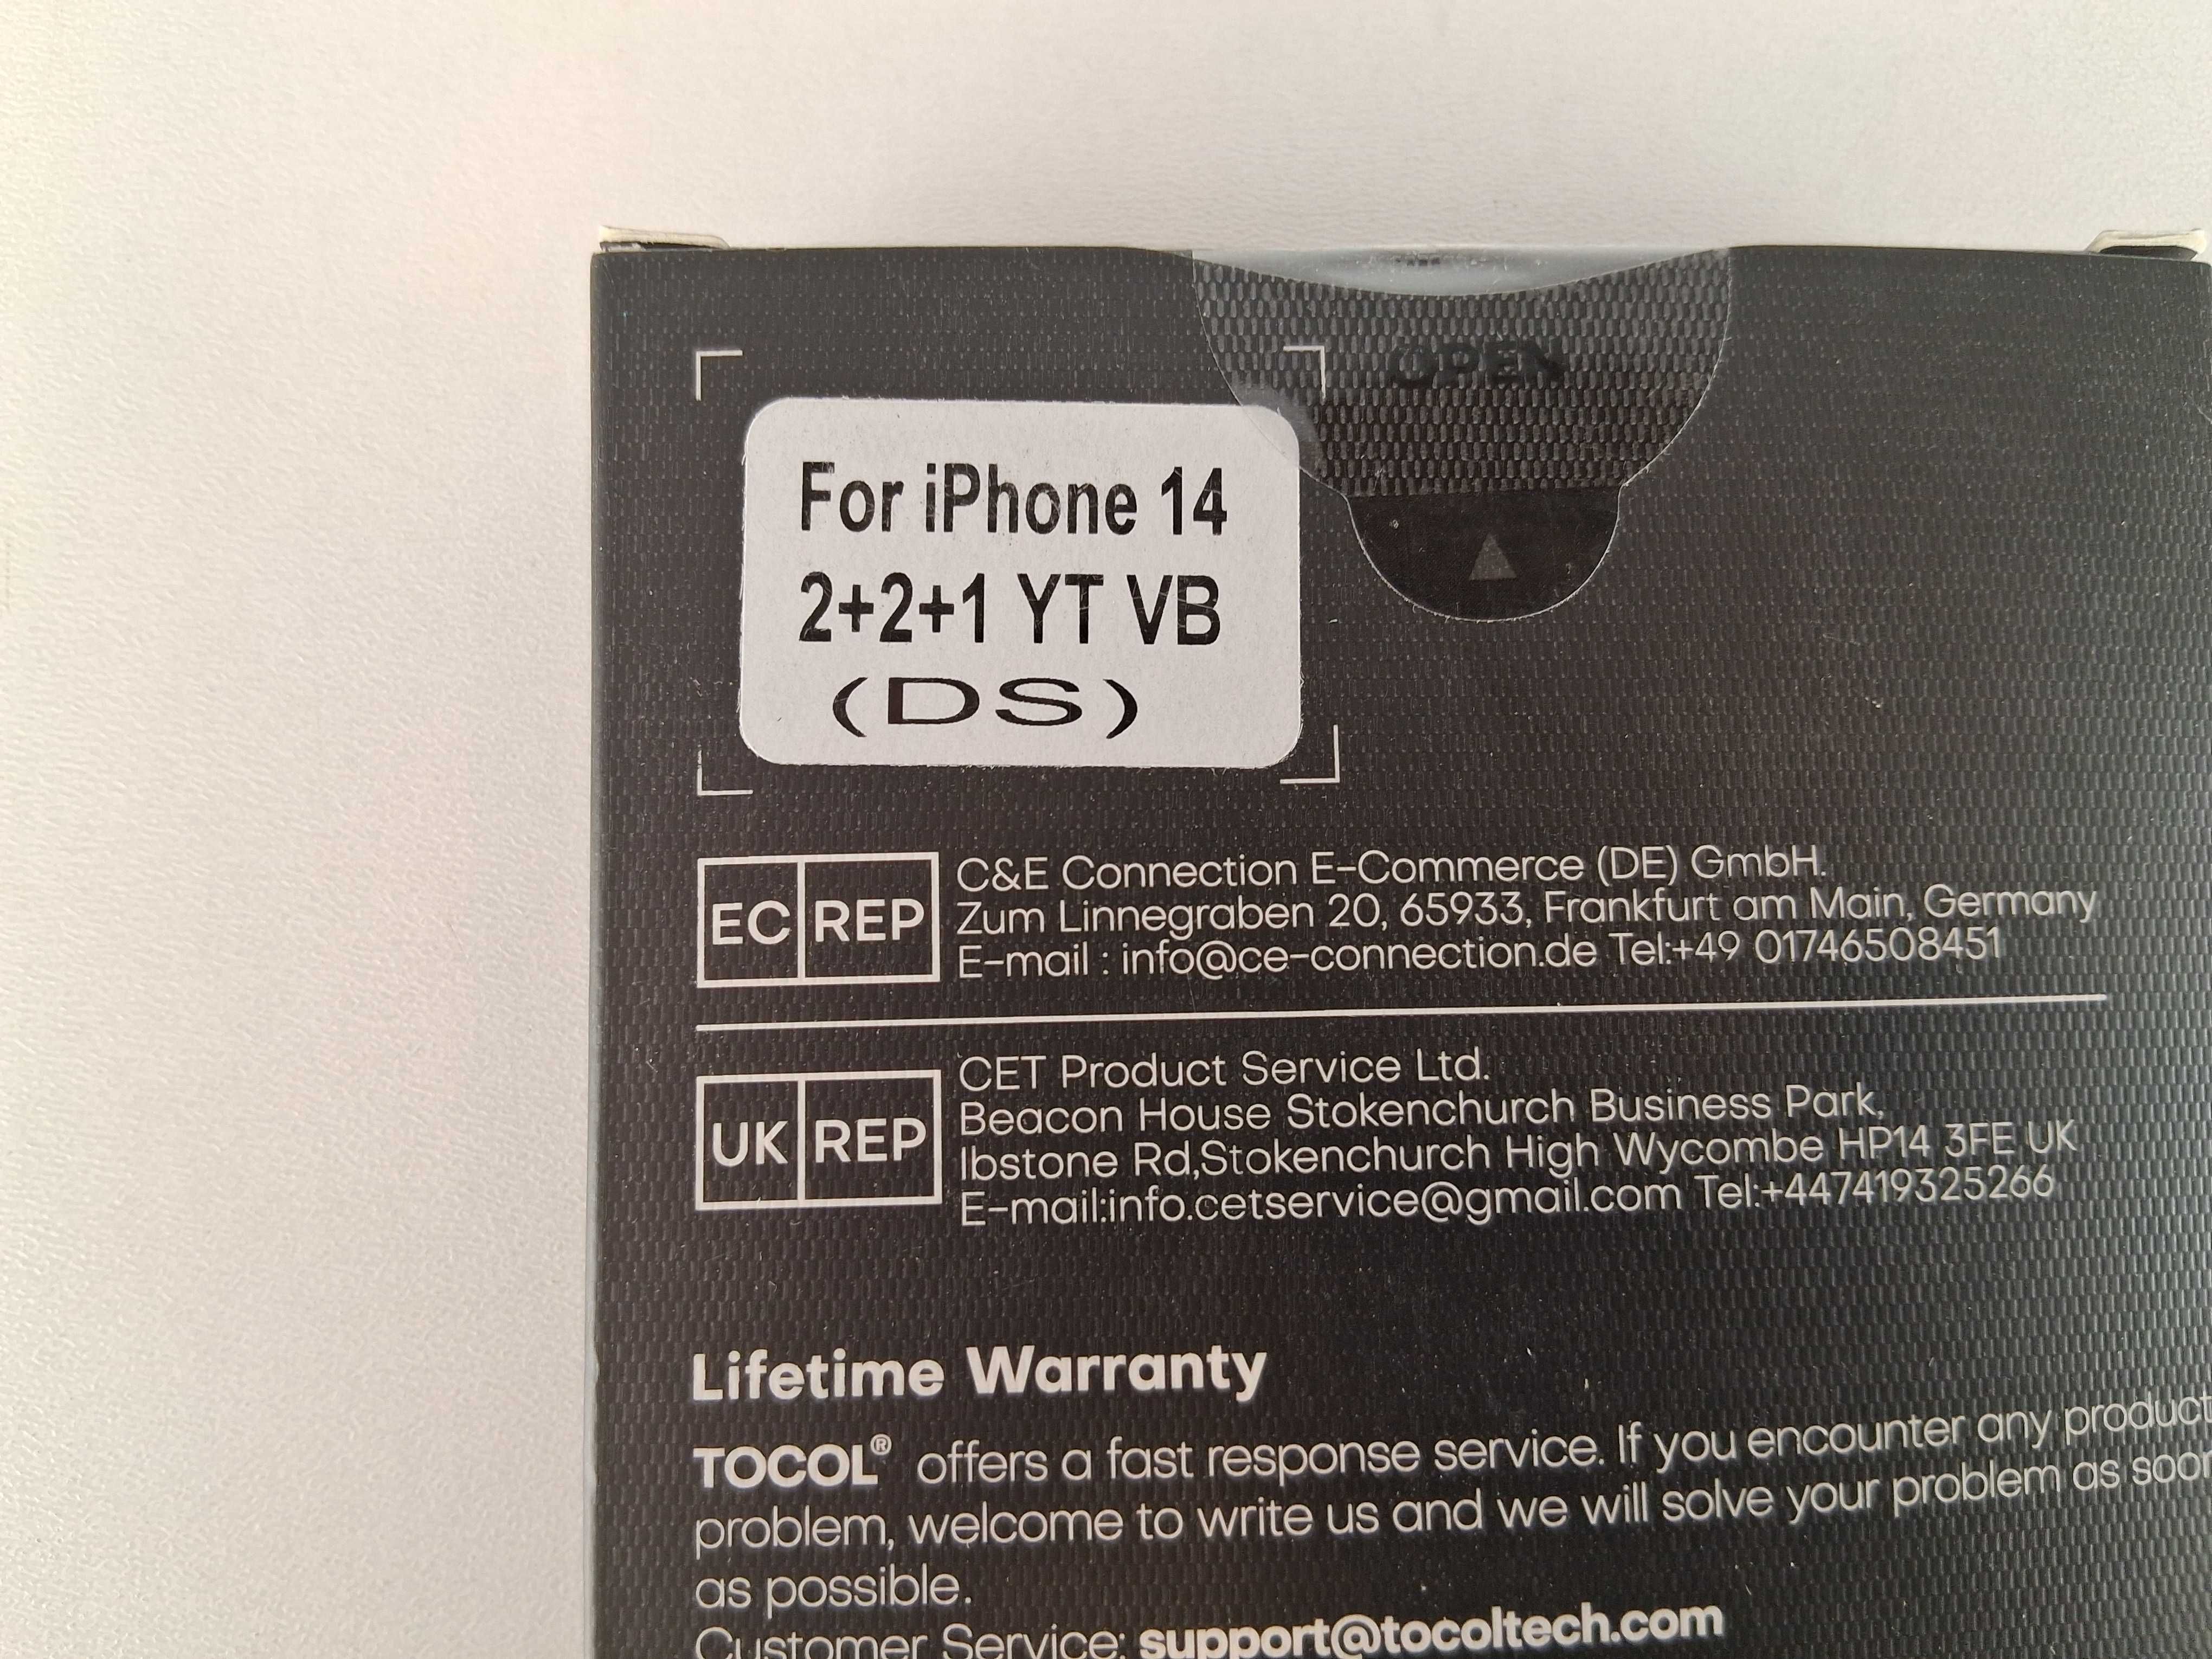 OPEN
For iPhone 14
2+2+1 YT VB
(DS)
EC REP
C&E Connection E-Commerce (DE) GmbH.
Zum Linnegraben 20, 65933, Frankfurt am Main, Germany
E-mail : info@ce-connection.de Tel:+49 01746508451
UK REP
CET Product Service Ltd.
Beacon House Stokenchurch Business Park,
Ibstone Rd,Stokenchurch High Wycombe HP14 3FE UK
E-mail:info.cetservice@gmail.com Tel:+447419325266
Lifetime Warranty
TOCOL® offers a fast response service. If you encounter any product
problem, welcome to write us and we will solve your problem as soon
as possible.
Customer Service: support@tocoltech.com